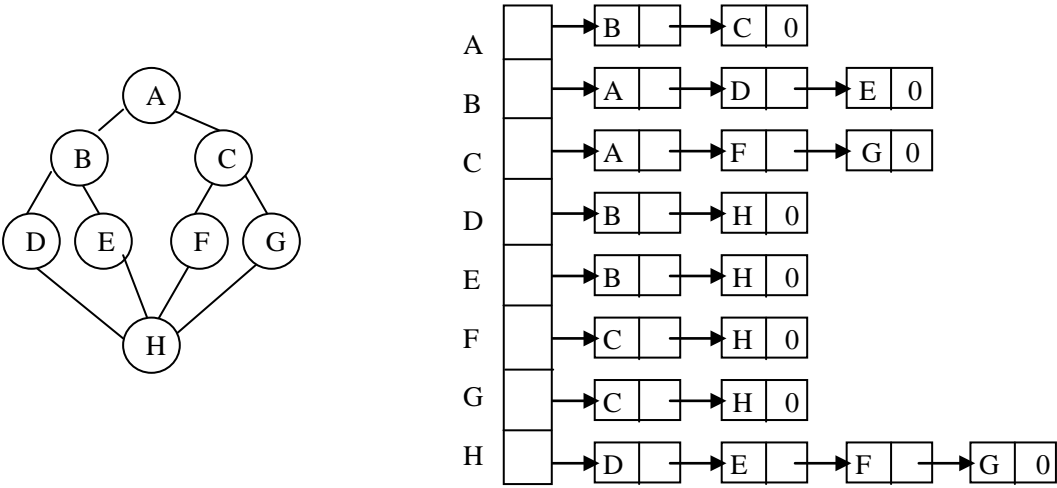 A
B C
D E F G
H
A B C 0
B A D E 0
C A F G 0
D B H 0
E B H 0
F C H 0
G C H 0
H D E F G 0